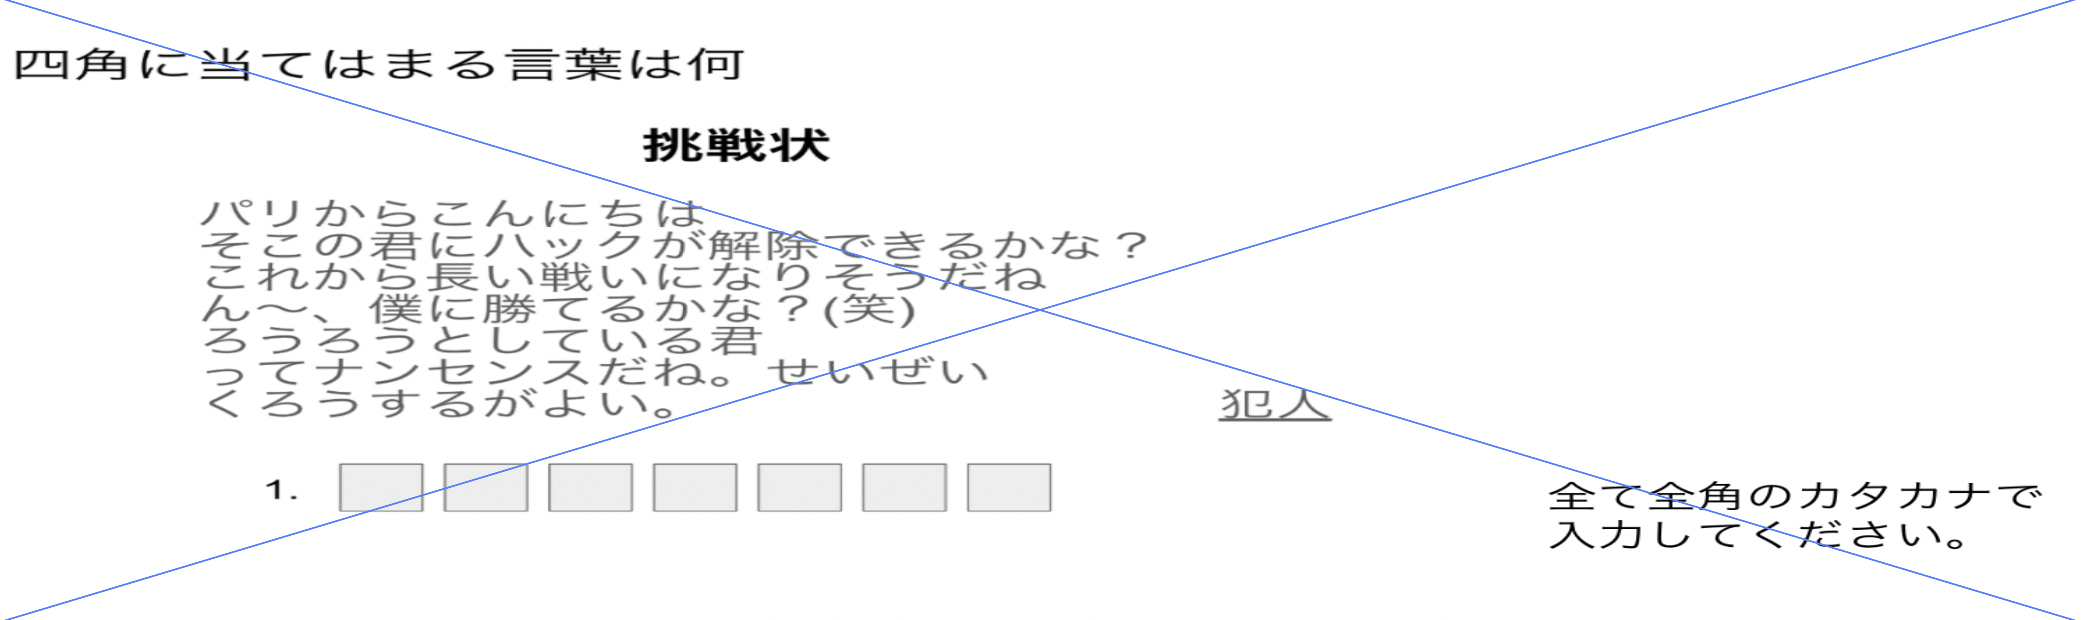 四角に当てはまる言葉は何
挑戦状
パリからこんにちは
そこの君にハックが解除できるかな？
これから長い戦いになりそうだね
ん〜、僕に勝てるかな？(笑)
ろうろうとしている君
ってナンセンスだね。せいぜい
くろうするがよい。
犯人
1.
全て全角のカタカナで
入力してください。